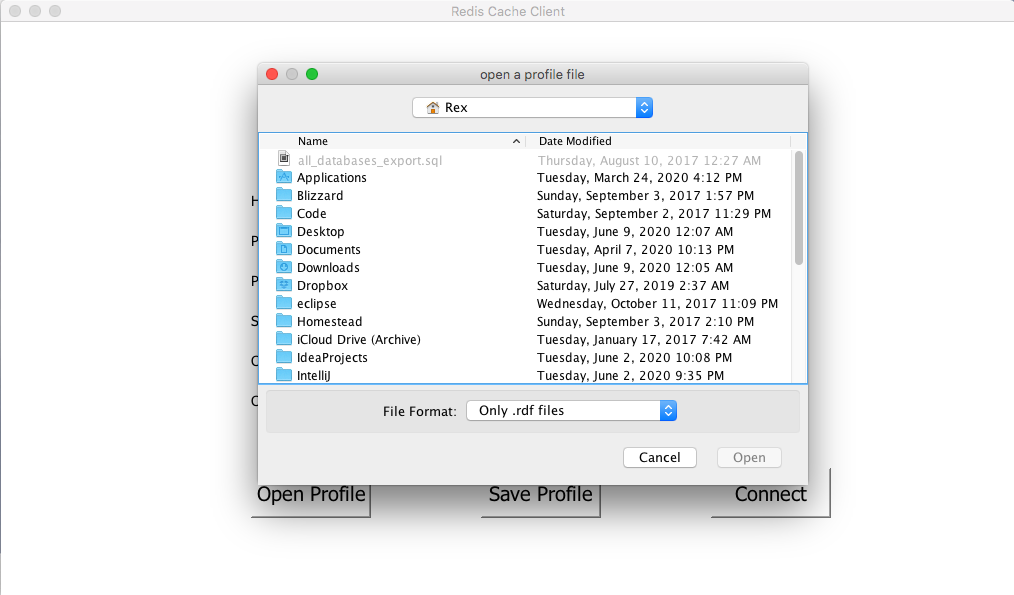 Redis Cache Client
open a profile file
Rex
Name Date Modified
all_databases_export.sql Thursday, August 10, 2017 12:27 AM
Applications Tuesday, March 24, 2020 4:12 PM
Blizzard Sunday, September 3, 2017 1:57 PM
Code Saturday, September 2, 2017 11:29 PM
Desktop Tuesday, June 9, 2020 12:07 AM
Documents Tuesday, April 7, 2020 10:13 PM
Downloads Tuesday, June 9, 2020 12:05 AM
Dropbox Saturday, July 27, 2019 2:37 AM
eclipse Wednesday, October 11, 2017 11:09 PM
Homestead Sunday, September 3, 2017 2:10 PM
iCloud Drive (Archive) Tuesday, January 17, 2017 7:42 AM
IdeaProjects Tuesday, June 2, 2020 10:08 PM
IntelliJ Tuesday, June 2, 2020 9:35 PM
File Format: Only .rdf files
Cancel Open
Open Profile Save Profile Connect